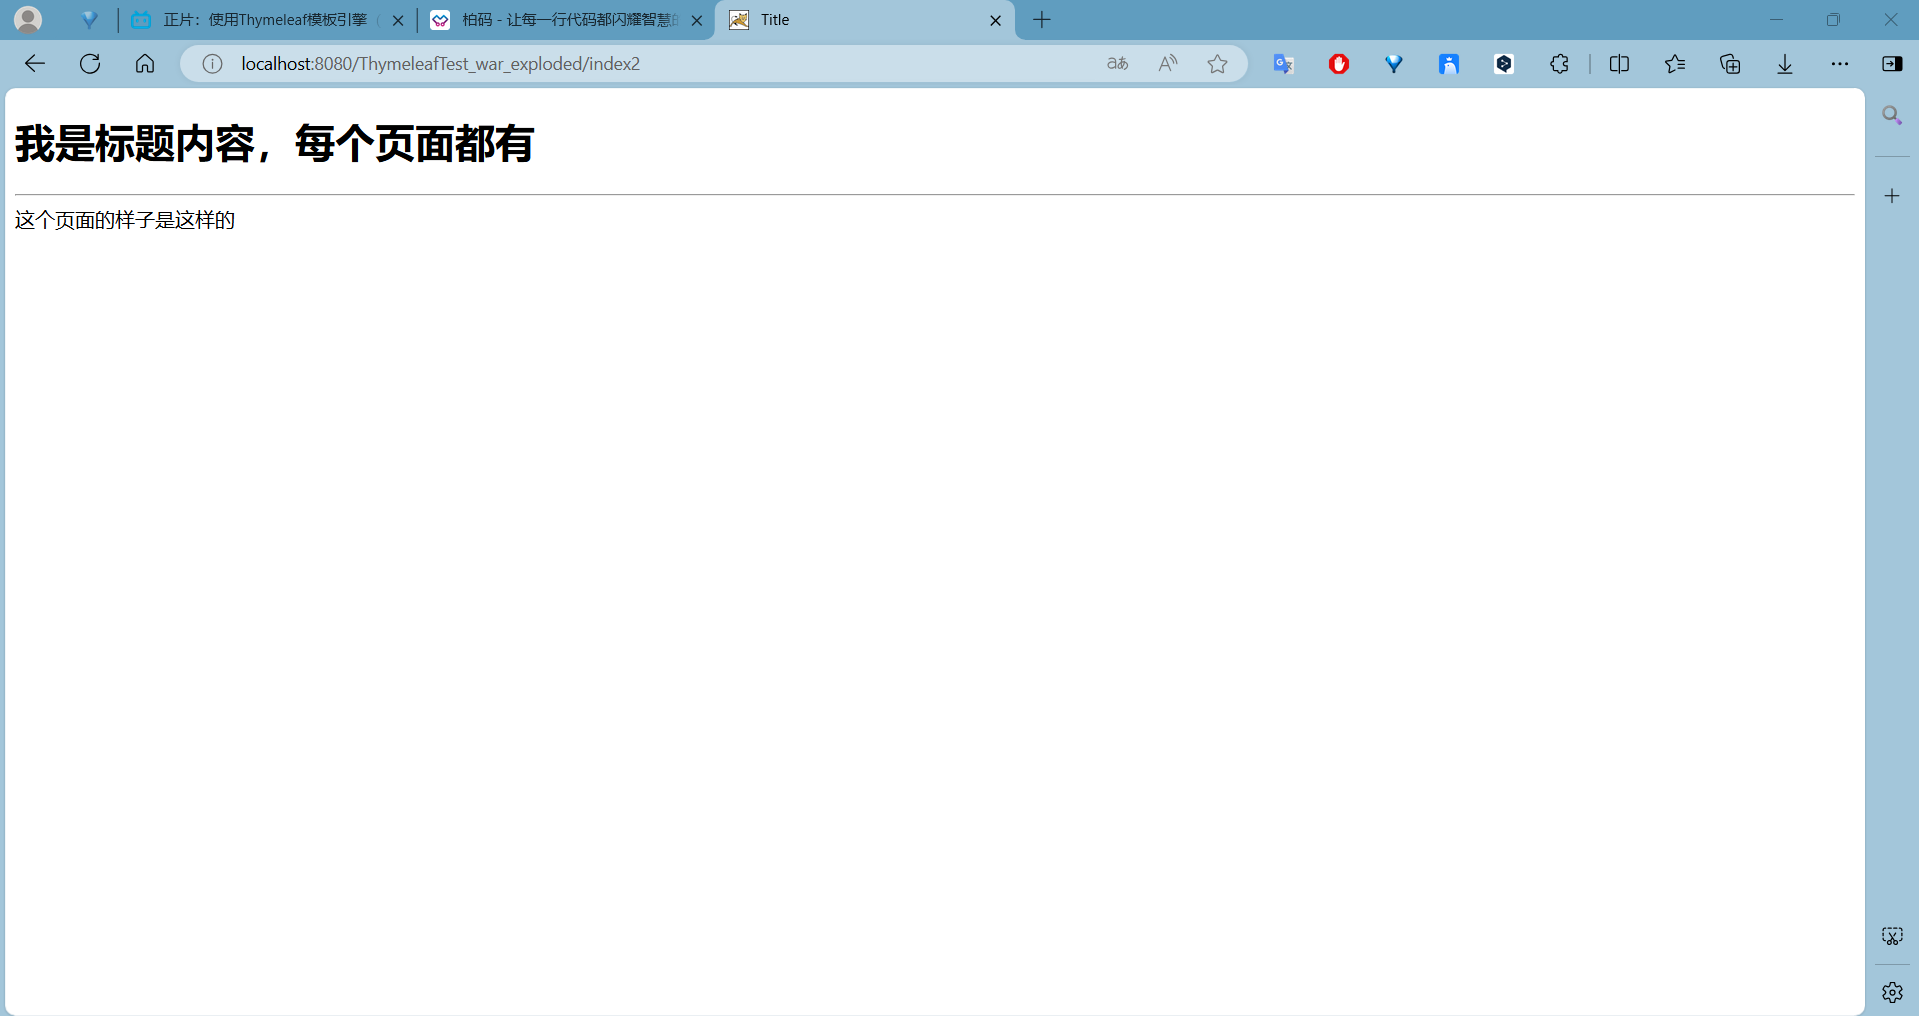 正片：使用Thymeleaf模板引擎
柏码 - 让每一行代码都闪耀智慧
Title
localhost:8080/ThymeleafTest_war_exploded/index2
我是标题内容，每个页面都有
这个页面的样子是这样的